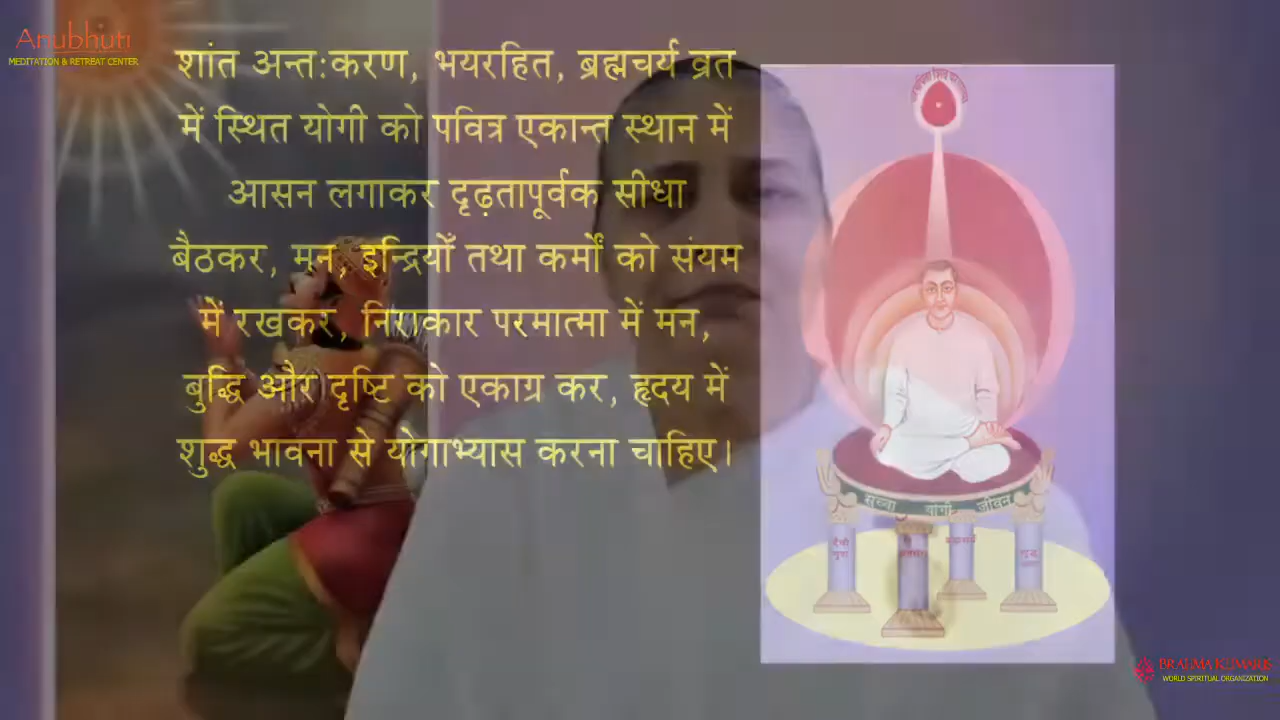 Anubhuti
MEDITATION & RETREAT CENTER
शांत अन्तःकरण, भयरहित, ब्रह्मचर्य व्रत
में स्थित योगी को पवित्र एकान्त स्थान में
आसन लगाकर दृढ़तापूर्वक सीधा
बैठकर, मन, इन्द्रियाँ तथा कर्मों को संयम
में रखकर, निराकार परमात्मा में मन,
बुद्धि और दृष्टि को एकाग्र कर, हृदय में
शुद्ध भावना से योगाभ्यास करना चाहिए।
योगी जीवन
BRAHMA KUMARIS
WORLD SPIRITUAL ORGANIZATION